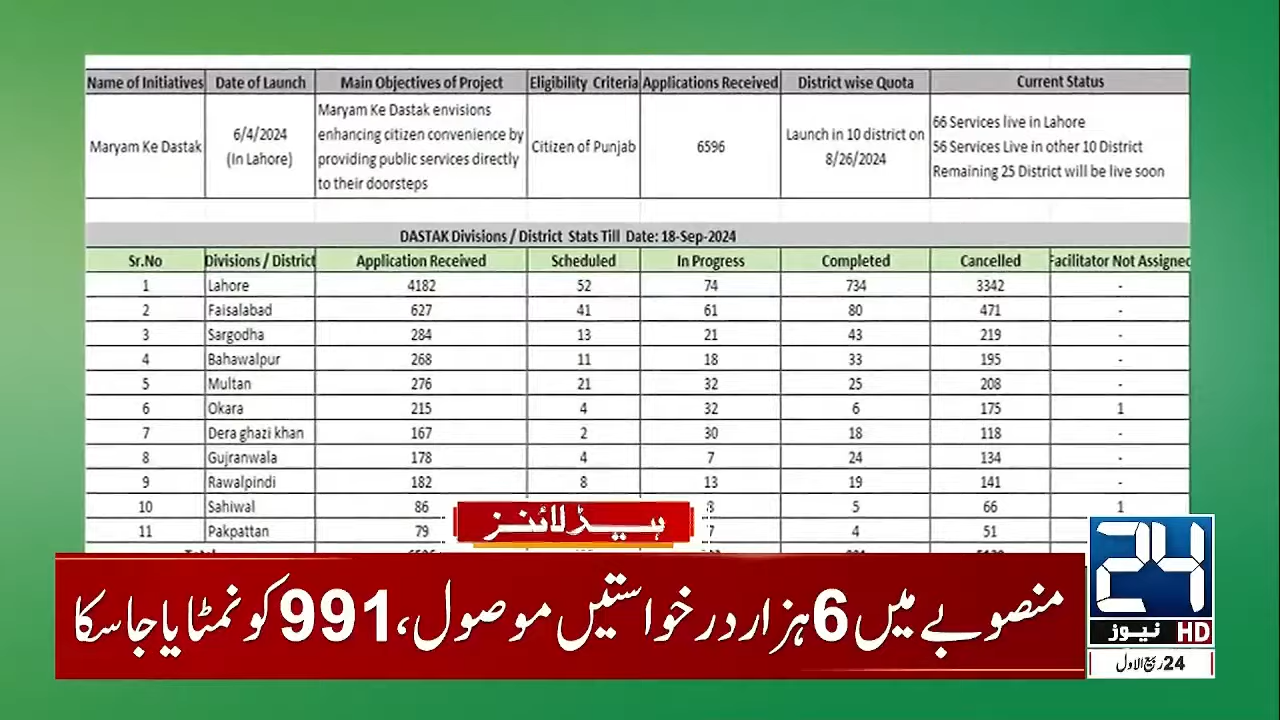 Name of Initiatives Date of Launch Main Objectives of Project Eligibility Criteria Applications Received District wise Quota Current Status
Maryam Ke Dastak 6/4/2024 (In Lahore) Maryam Ke Dastak envisions enhancing citizen convenience by providing public services directly to their doorsteps Citizen of Punjab 6596 Launch in 10 district on 8/26/2024 66 Services live in Lahore 56 Services Live in other 10 District Remaining 25 District will be live soon
DASTAK Divisions / District Stats Till Date: 18-Sep-2024
Sr.No Divisions / District Application Received Scheduled In Progress Completed Cancelled Facilitator Not Assigned
1 Lahore 4182 52 74 734 3342 -
2 Faisalabad 627 41 61 80 471 -
3 Sargodha 284 13 21 43 219 -
4 Bahawalpur 268 11 18 33 195 -
5 Multan 276 21 32 25 208 -
6 Okara 215 4 32 6 175 1
7 Dera ghazi khan 167 2 30 18 118 -
8 Gujranwala 178 4 7 24 134 -
9 Rawalpindi 182 8 13 19 141 -
10 Sahiwal 86 5 66 1
11 Pakpattan 79 4 51 -
ہیڈلائنز
منصوبے میں 6 ہزار درخواستیں موصول، 991 کو نمٹایا جاسکا
24
نیوز HD
24 ربیع الاول